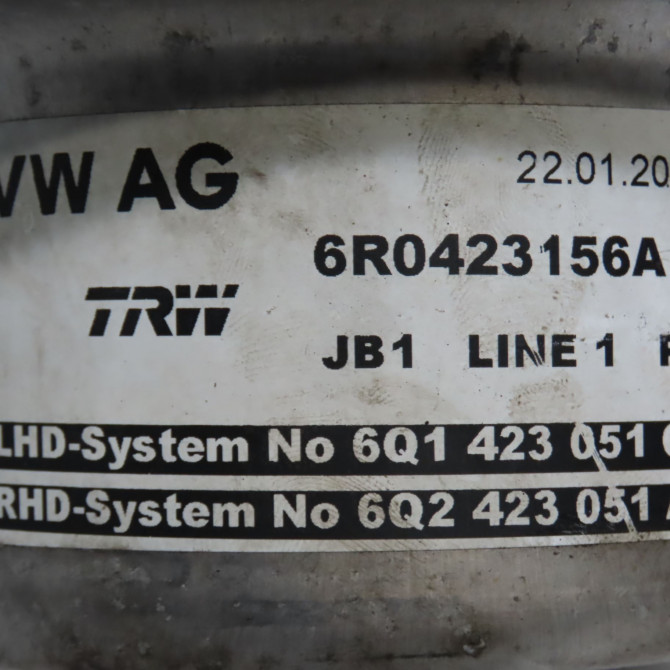 VW AG 22.01.20
6R0423156A
TRW
JB1 LINE 1
LHD-System No 6Q1 423 051
RHD-System No 6Q2 423 051